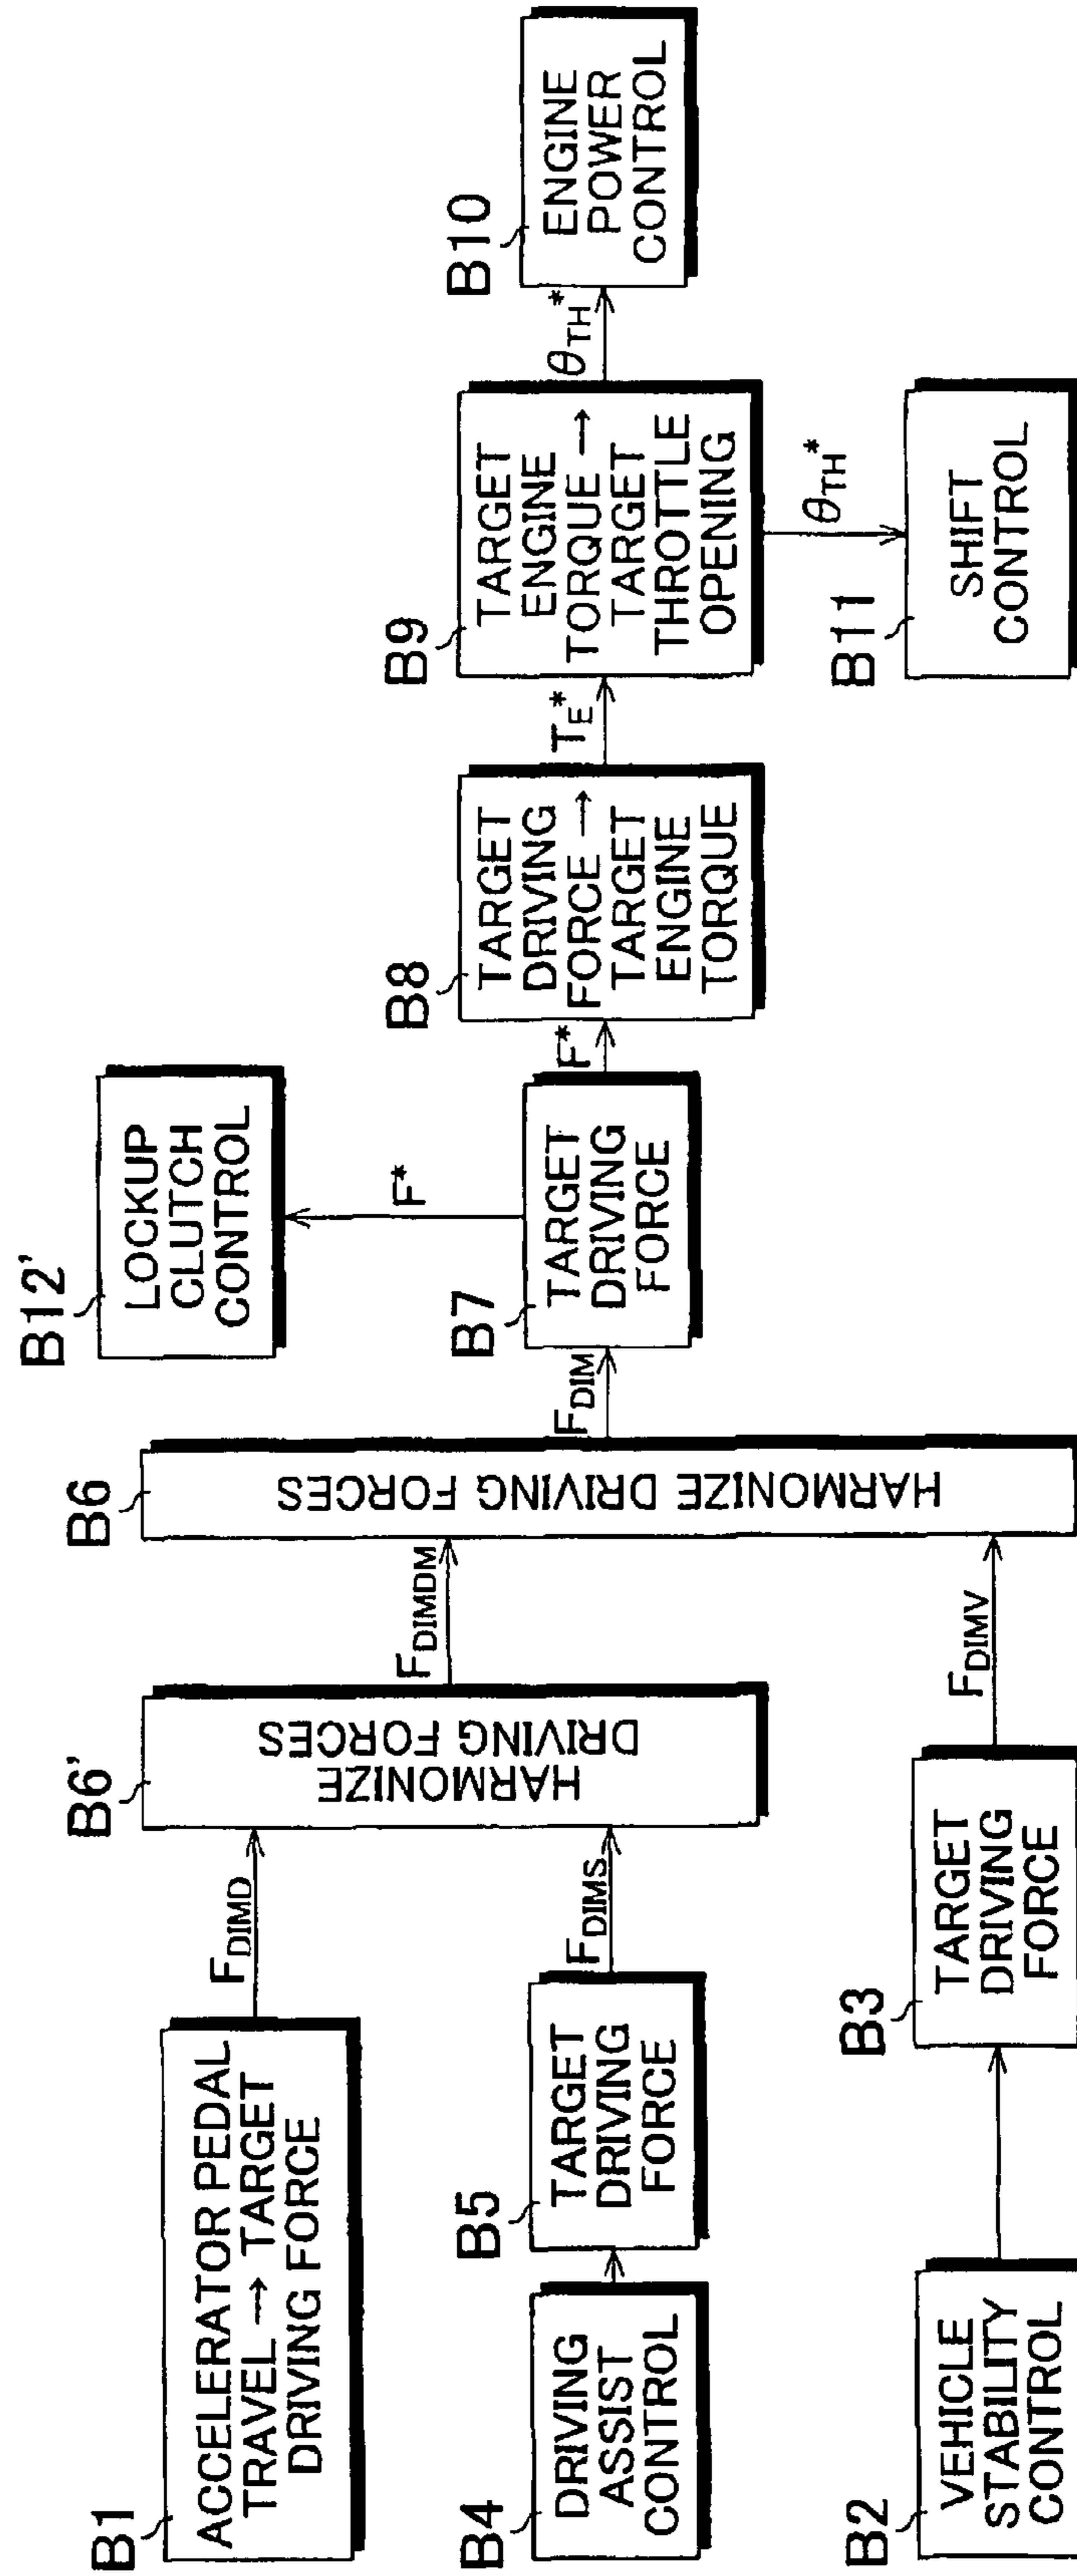 B1
ACCELERATOR PEDAL
TRAVEL → TARGET
DRIVING FORCE
F_DIMD
B4
DRIVING
ASSIST
CONTROL
B5
TARGET
DRIVING
FORCE
F_DIMS
B2
VEHICLE
STABILITY
CONTROL
B3
TARGET
DRIVING
FORCE
F_DIMV
B6'
HARMONIZE
DRIVING FORCES
F_DIMDM
B6
HARMONIZE DRIVING FORCES
F_DIM
B7
TARGET
DRIVING
FORCE
F*
B12'
LOCKUP
CLUTCH
CONTROL
F*
B8
TARGET
DRIVING
FORCE →
TARGET
ENGINE
TORQUE
T_E*
B9
TARGET
ENGINE
TORQUE →
TARGET
THROTTLE
OPENING
θ_TH*
B10
ENGINE
POWER
CONTROL
θ_TH*
B11
SHIFT
CONTROL